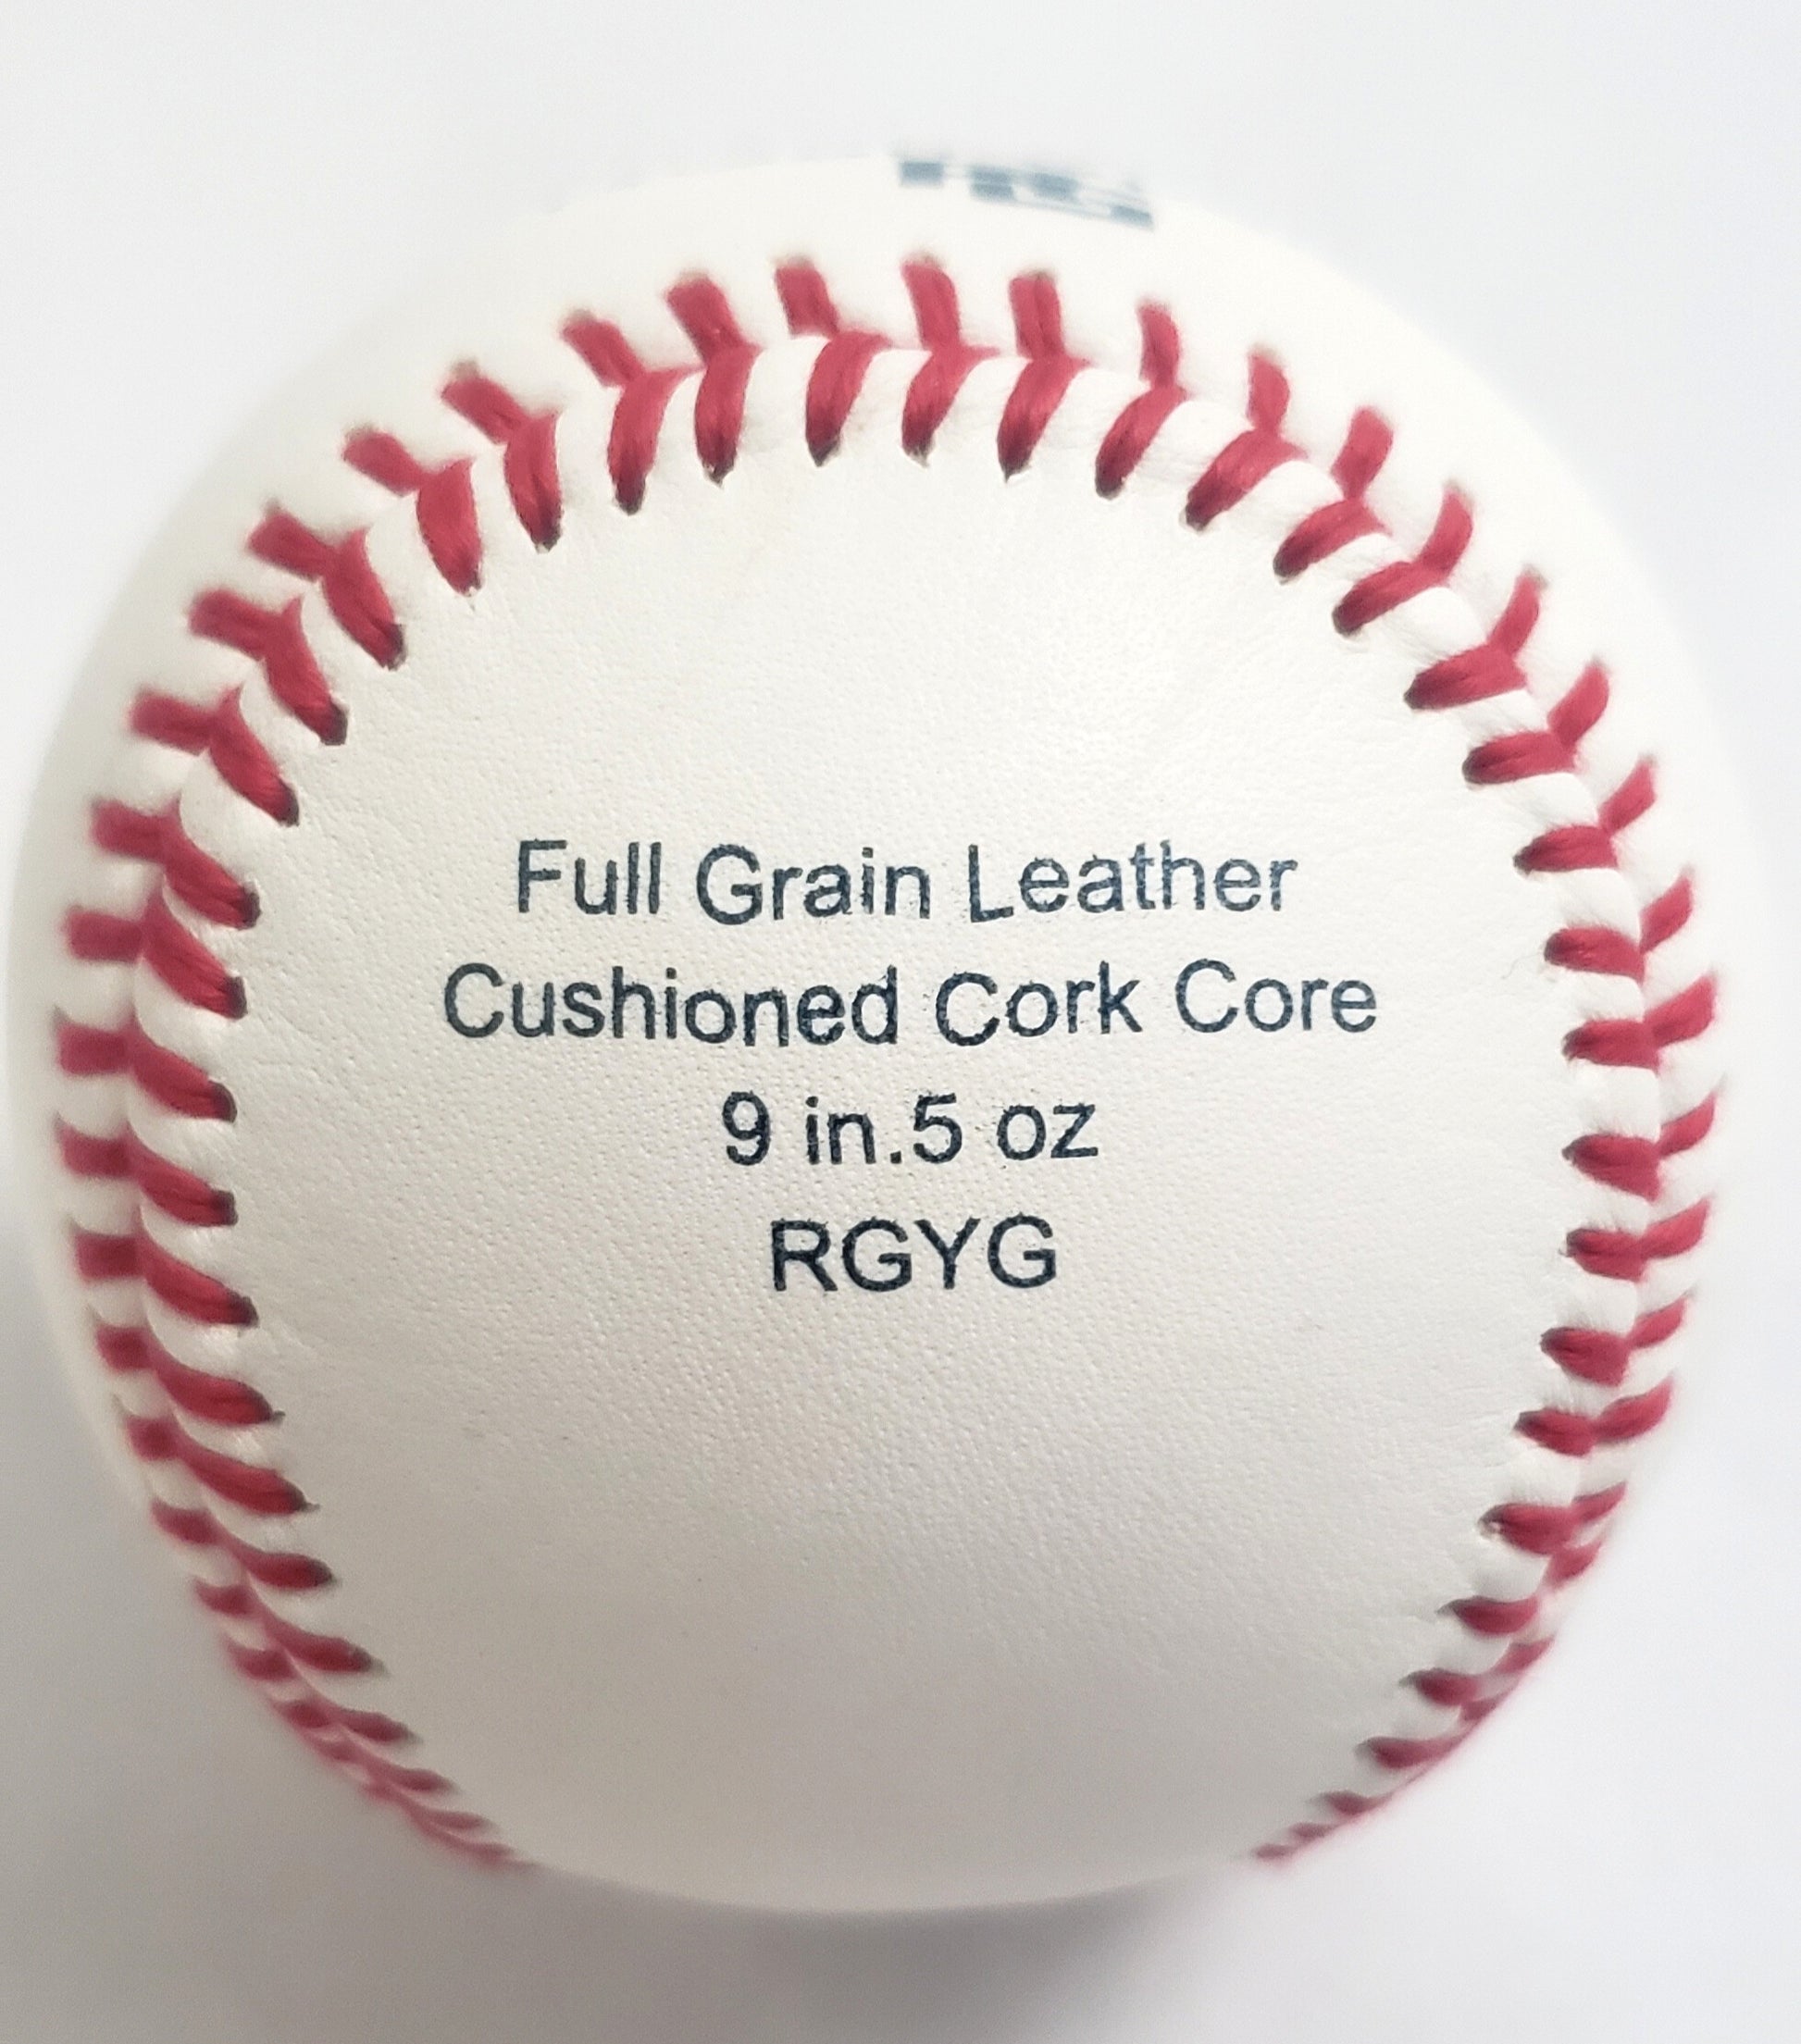 Full Grain Leather
Cushioned Cork Core
9 in.5 oz
RGYG